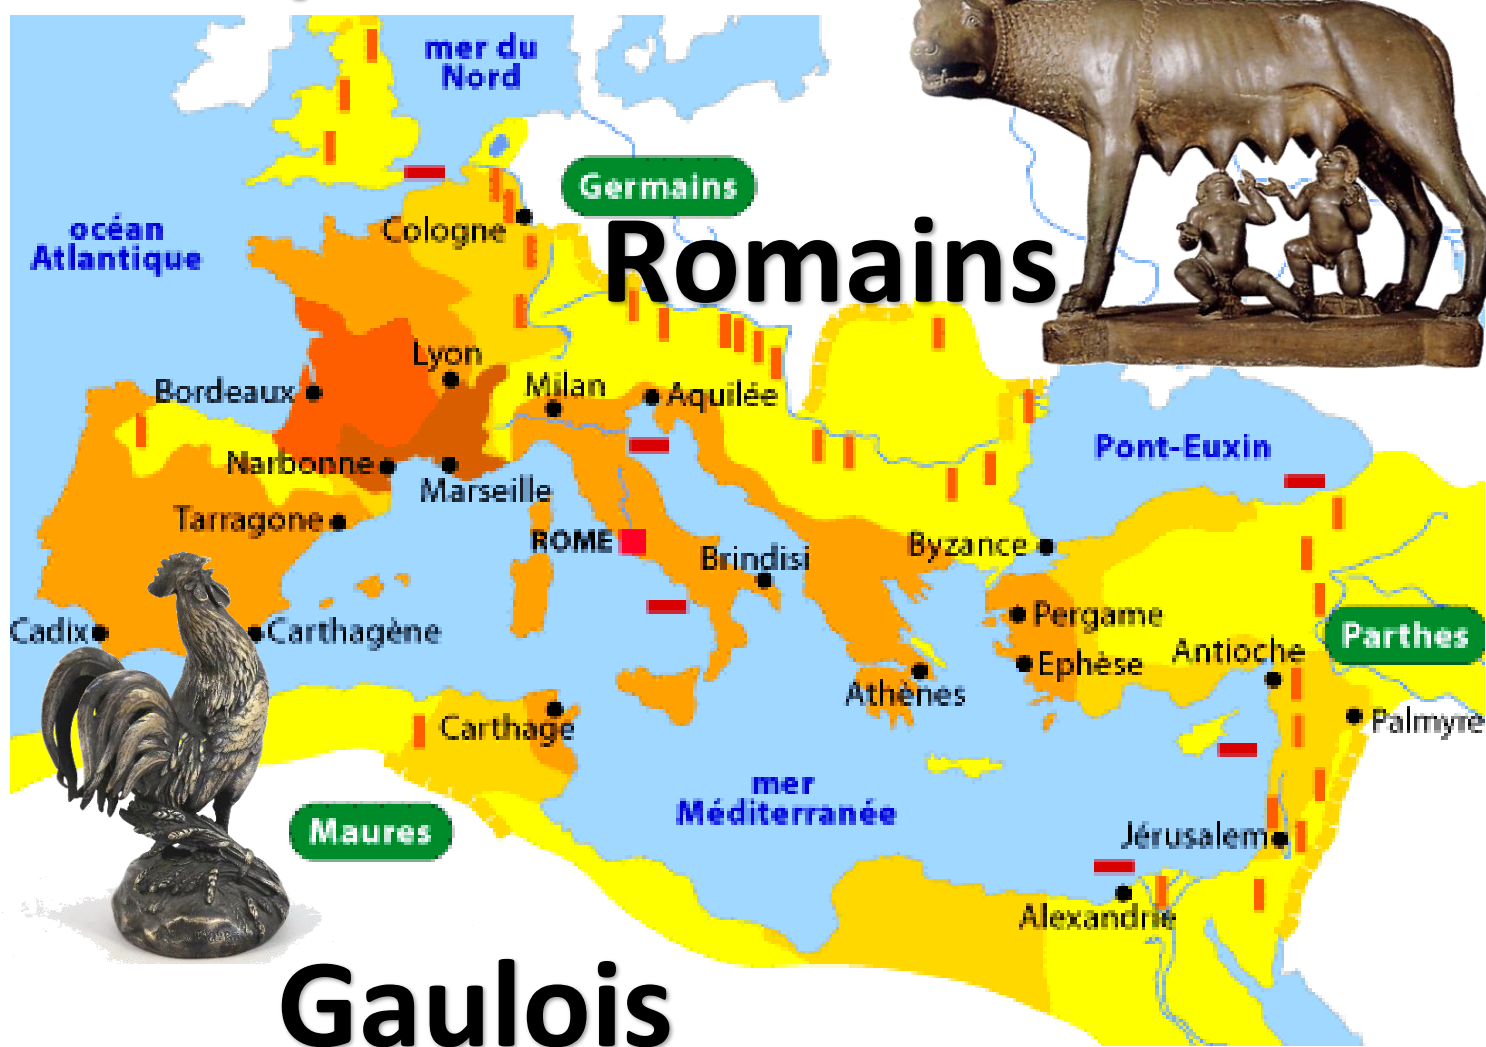 mer du
Nord
Germains
océan
Atlantique
Cologne
Romains
Lyon
Bordeaux
Milan
Aquilée
Pont-Euxin
Narbonne
Marseille
Tarragone
ROME
Brindisi
Byzance
Cadix
Carthagène
Pergame
Parthes
Ephèse
Antioche
Athènes
Carthage
Palmyre
mer
Méditerranée
Maures
Jérusalem
Alexandrie
Gaulois